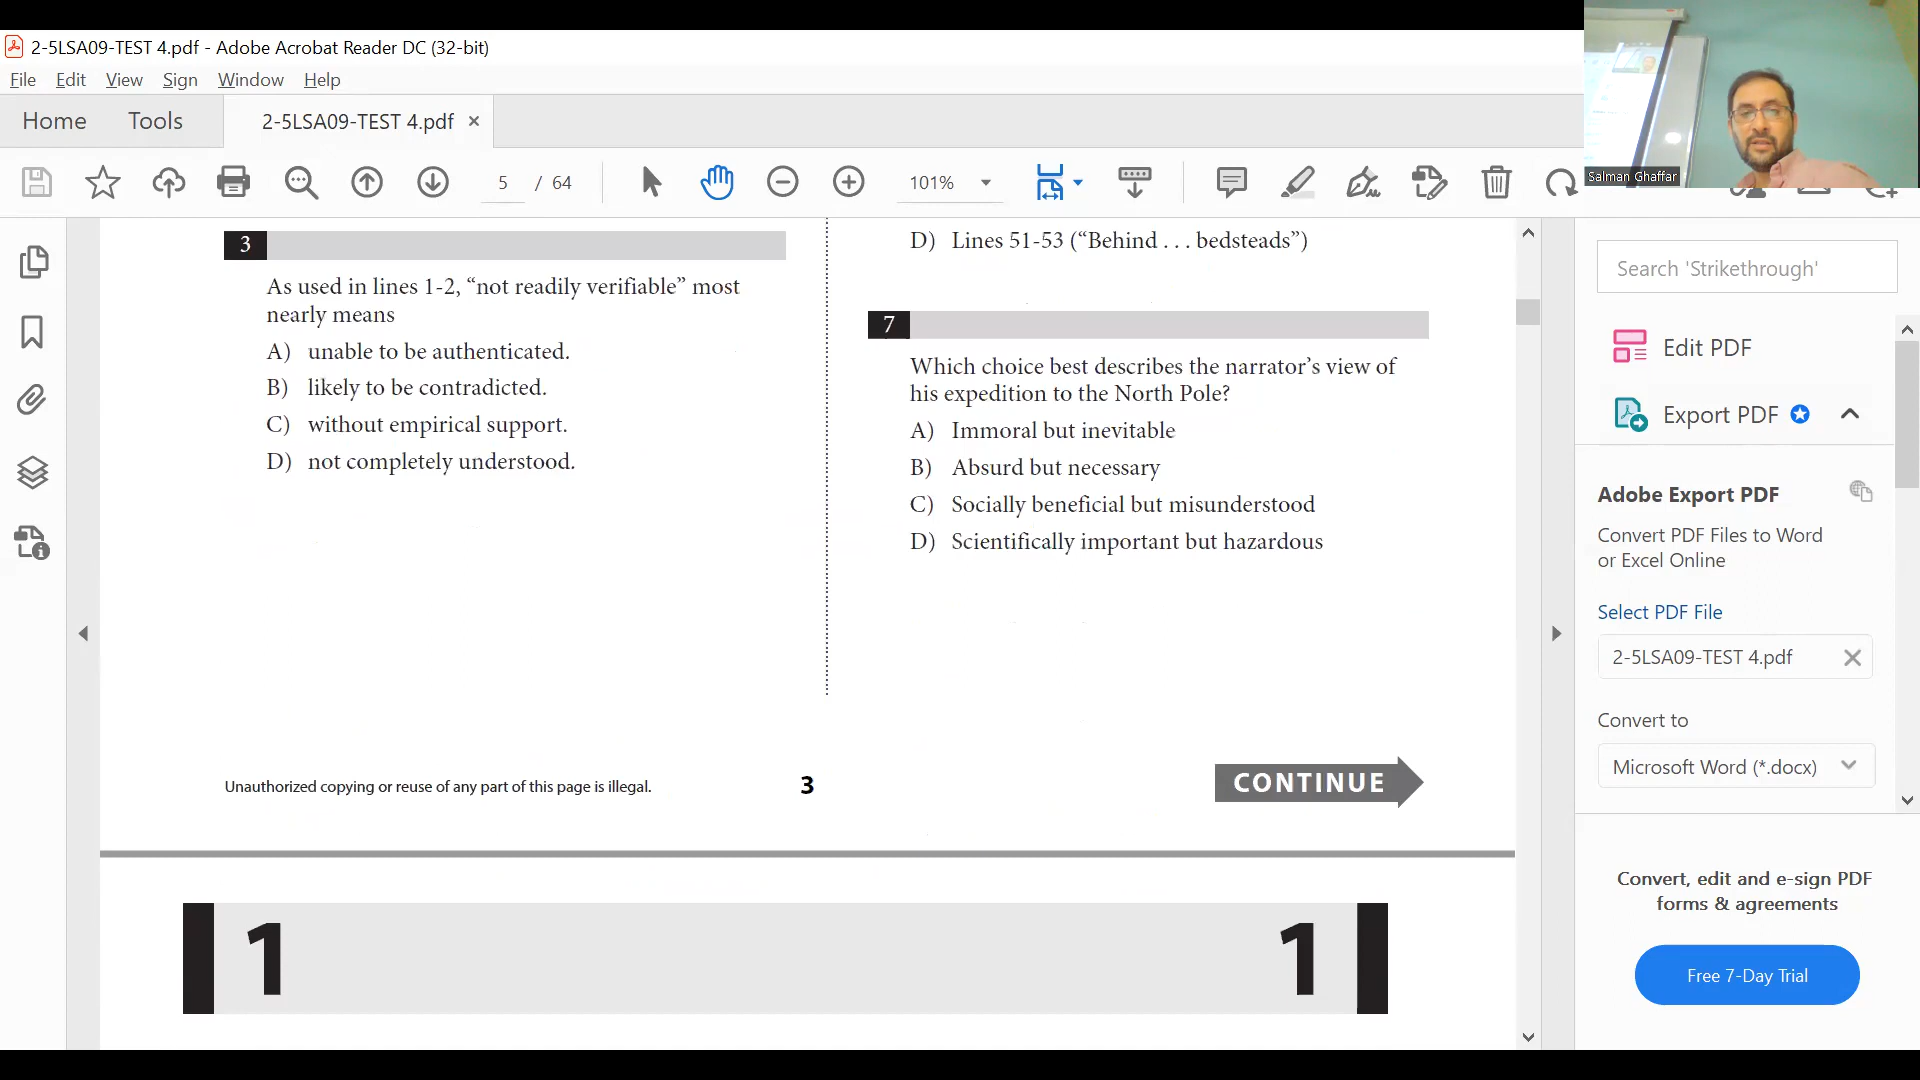 2-5LSA09-TEST 4.pdf - Adobe Acrobat Reader DC (32-bit)
File Edit View Sign Window Help
Home Tools 2-5LSA09-TEST 4.pdf ×
5 / 64 101%
Salman Ghaffar
3
As used in lines 1-2, “not readily verifiable” most
nearly means
A) unable to be authenticated.
B) likely to be contradicted.
C) without empirical support.
D) not completely understood.
D) Lines 51-53 (“Behind . . . bedsteads”)
7
Which choice best describes the narrator’s view of
his expedition to the North Pole?
A) Immoral but inevitable
B) Absurd but necessary
C) Socially beneficial but misunderstood
D) Scientifically important but hazardous
Unauthorized copying or reuse of any part of this page is illegal.
3
CONTINUE
1 1
Search 'Strikethrough'
Edit PDF
Export PDF
Adobe Export PDF
Convert PDF Files to Word
or Excel Online
Select PDF File
2-5LSA09-TEST 4.pdf
Convert to
Microsoft Word (*.docx)
Convert, edit and e-sign PDF
forms & agreements
Free 7-Day Trial